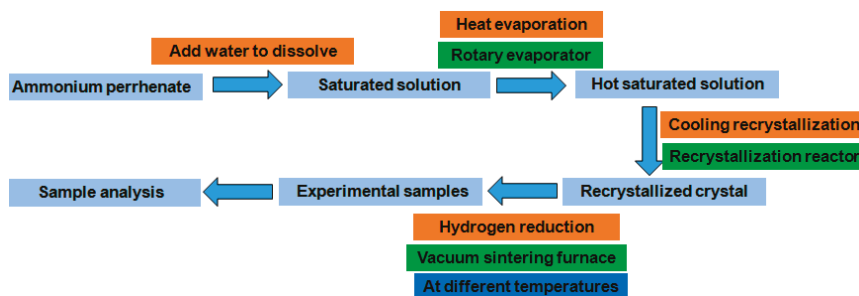 Heat evaporation
Add water to dissolve
Rotary evaporator
Ammonium perrhenate
Saturated solution
Hot saturated solution
Cooling recrystallization
Recrystallization reactor
Sample analysis
Experimental samples
Recrystallized crystal
Hydrogen reduction
Vacuum sintering furnace
At different temperatures